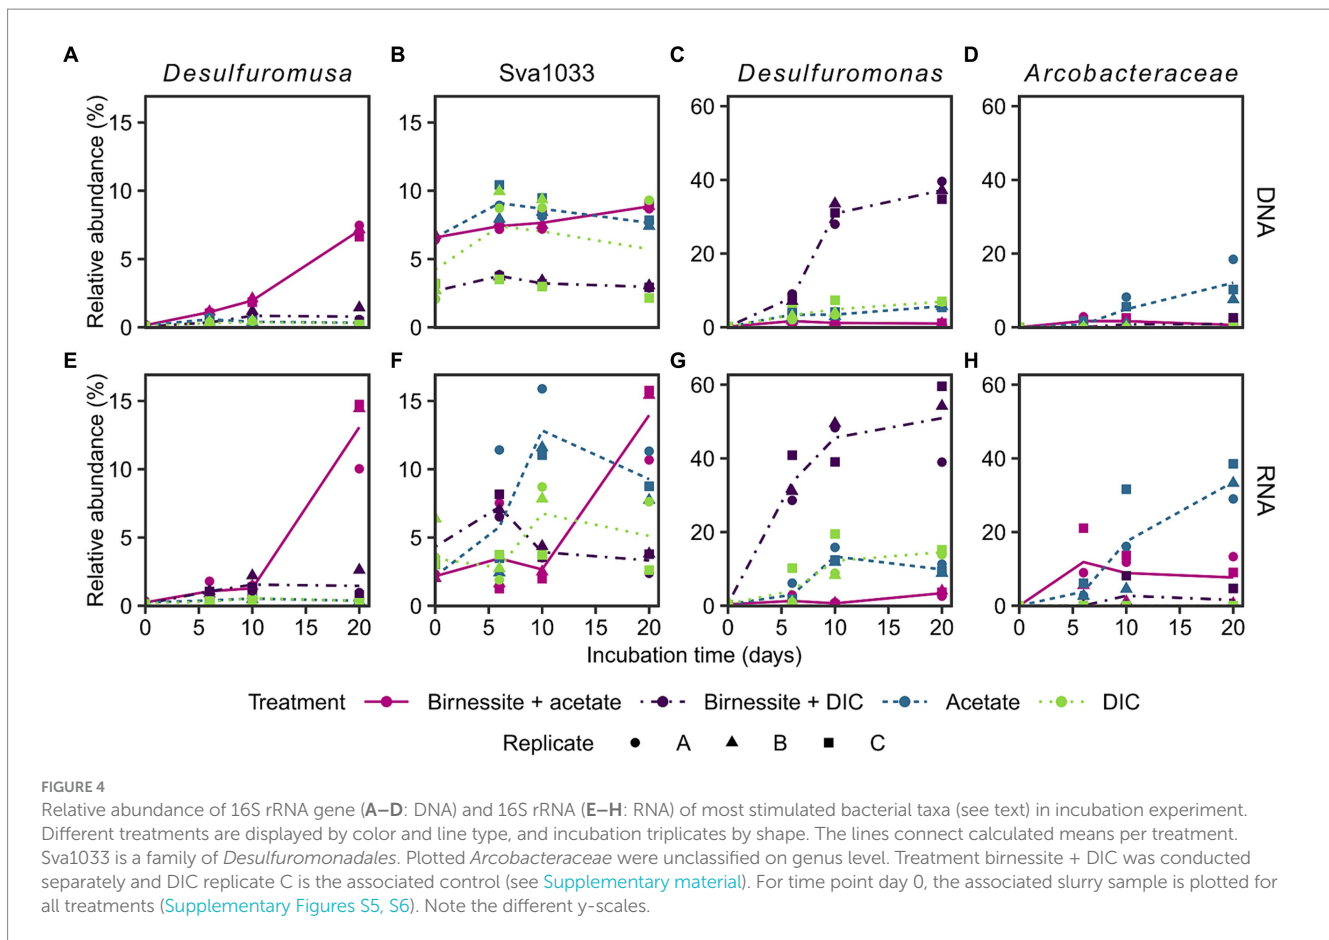 A B C D
Desulfuromusa Sva1033 Desulfuromonas Arcobacteraceae
Relative abundance (%)
15 15 60 60
10 10 40 40
5 5 20 20
0 0 0 0
DNA
E F G H
Relative abundance (%)
15 15 60 60
10 10 40 40
5 5 20 20
0 0 0 0
RNA
0 5 10 15 20 0 5 10 15 20 0 5 10 15 20 0 5 10 15 20
Incubation time (days)
Treatment Birnessite + acetate Birnessite + DIC Acetate DIC
Replicate A B C
FIGURE 4
Relative abundance of 16S rRNA gene (A–D: DNA) and 16S rRNA (E–H: RNA) of most stimulated bacterial taxa (see text) in incubation experiment.
Different treatments are displayed by color and line type, and incubation triplicates by shape. The lines connect calculated means per treatment.
Sva1033 is a family of Desulfuromonadales. Plotted Arcobacteraceae were unclassified on genus level. Treatment birnessite + DIC was conducted
separately and DIC replicate C is the associated control (see Supplementary material). For time point day 0, the associated slurry sample is plotted for
all treatments (Supplementary Figures S5, S6). Note the different y-scales.